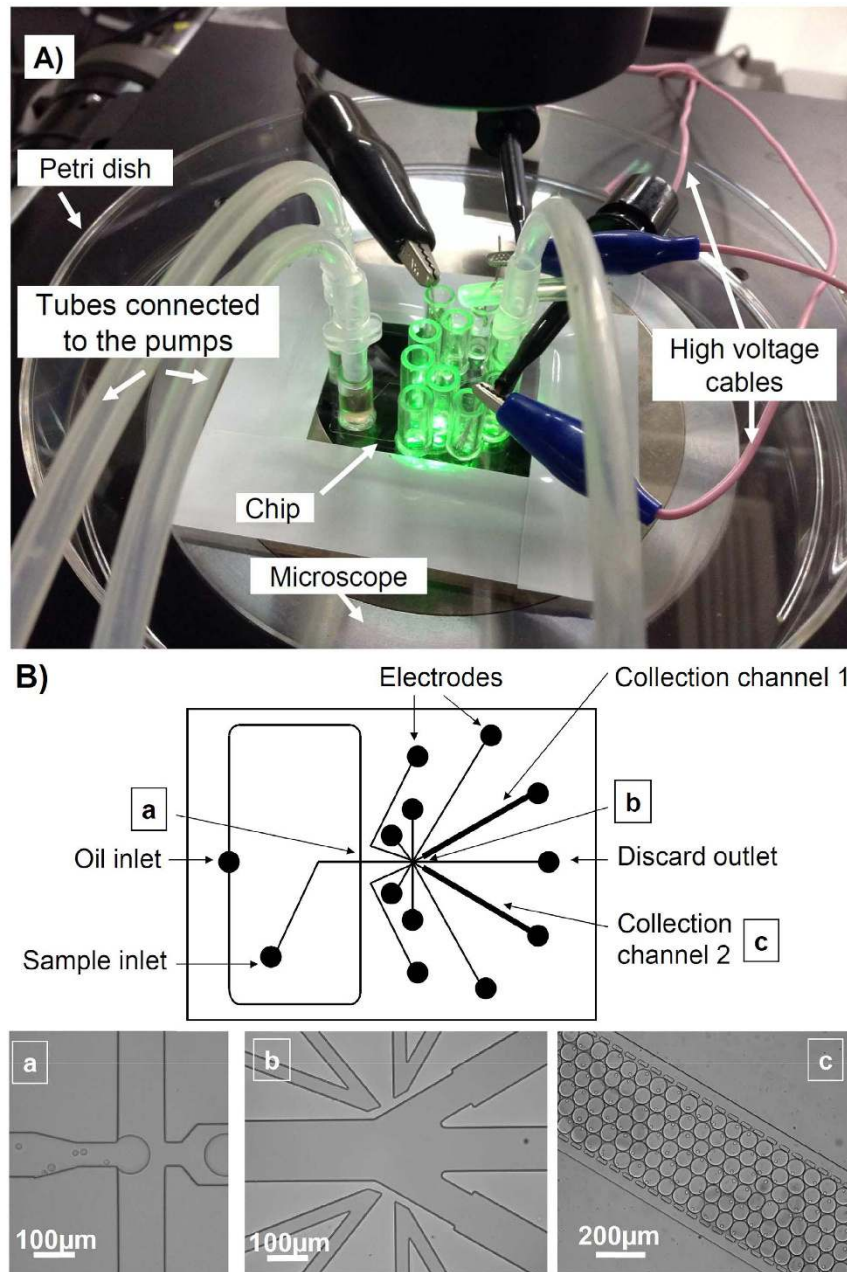 A)
Petri dish
Tubes connected
to the pumps
High voltage
cables
Chip
Microscope
B)
Electrodes
Collection channel 1
a
b
Oil inlet
Discard outlet
Sample inlet
Collection
channel 2
c
a
b
c
100µm
100µm
200µm